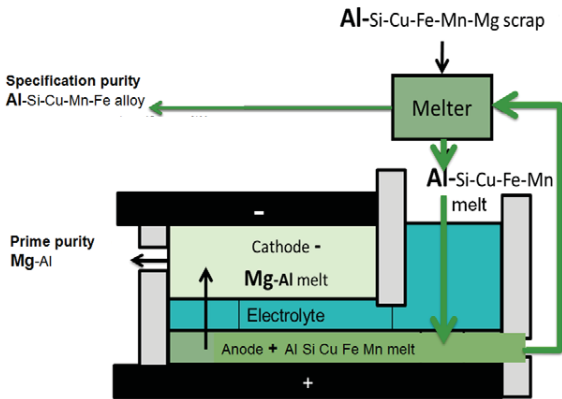 Al-Si-Cu-Fe-Mn-Mg scrap
Specification purity
Al-Si-Cu-Mn-Fe alloy
Melter
Al-Si-Cu-Fe-Mn
melt
-
Prime purity
Mg-Al
Cathode -
Mg-Al melt
Electrolyte
Anode + Al Si Cu Fe Mn melt
+